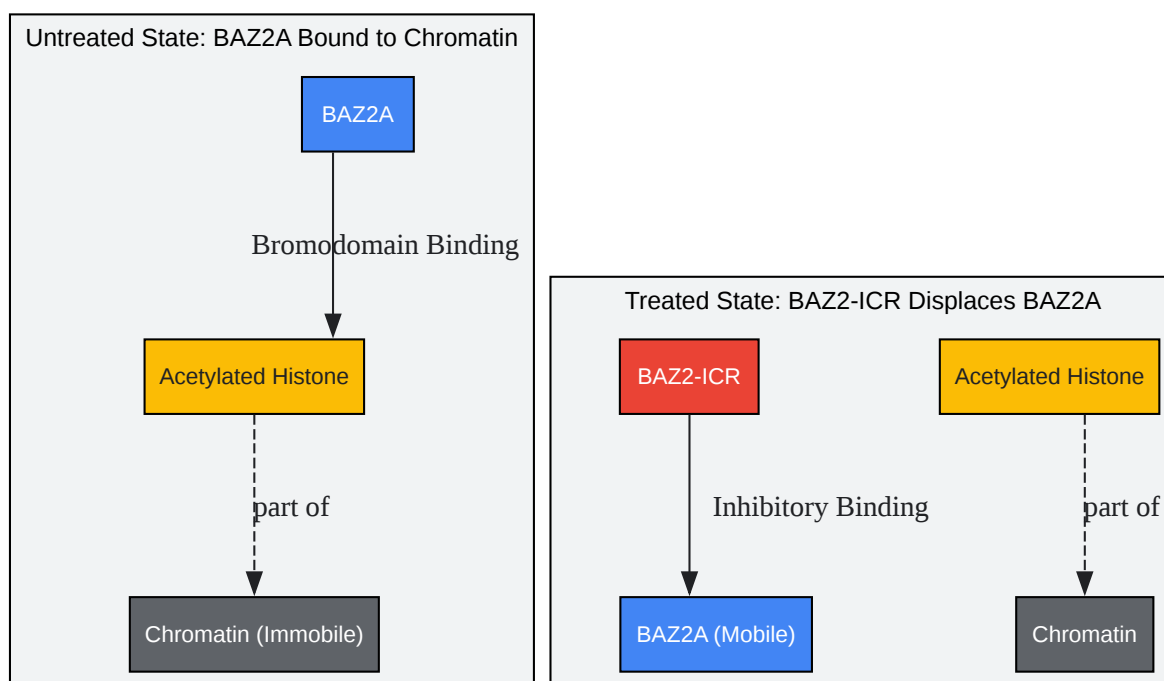 Untreated State: BAZ2A Bound to Chromatin
BAZ2A
Bromodomain Binding
Acetylated Histone
part of
Chromatin (Immobile)
Treated State: BAZ2-ICR Displaces BAZ2A
BAZ2-ICR
Acetylated Histone
Inhibitory Binding
part of
BAZ2A (Mobile)
Chromatin